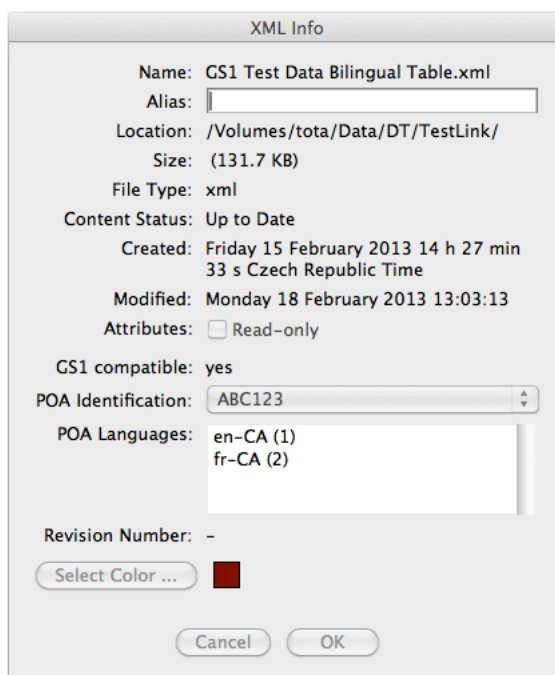 XML Info
Name: GS1 Test Data Bilingual Table.xml
Alias:
Location: /Volumes/tota/Data/DT/TestLink/
Size: (131.7 KB)
File Type: xml
Content Status: Up to Date
Created: Friday 15 February 2013 14 h 27 min
33 s Czech Republic Time
Modified: Monday 18 February 2013 13:03:13
Attributes: Read-only
GS1 compatible: yes
POA Identification: ABC123
POA Languages: en-CA (1)
fr-CA (2)
Revision Number: –
Select Color ...
Cancel OK